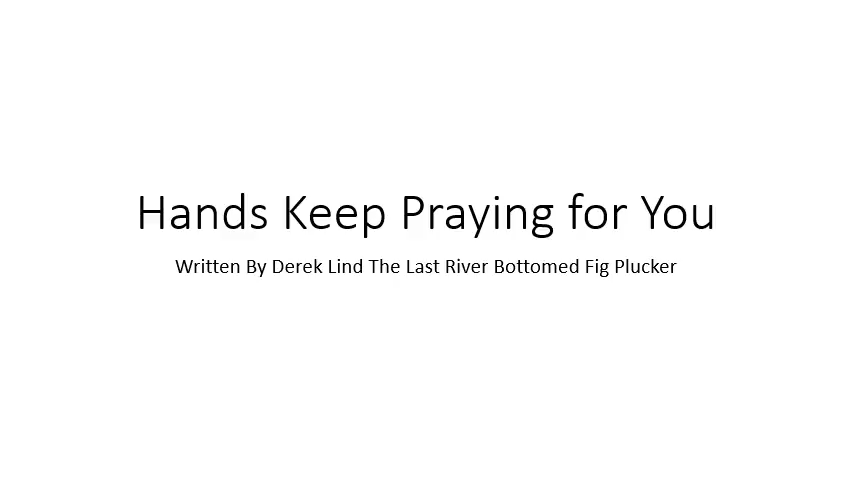 Hands Keep Praying for You
Written By Derek Lind The Last River Bottomed Fig Plucker